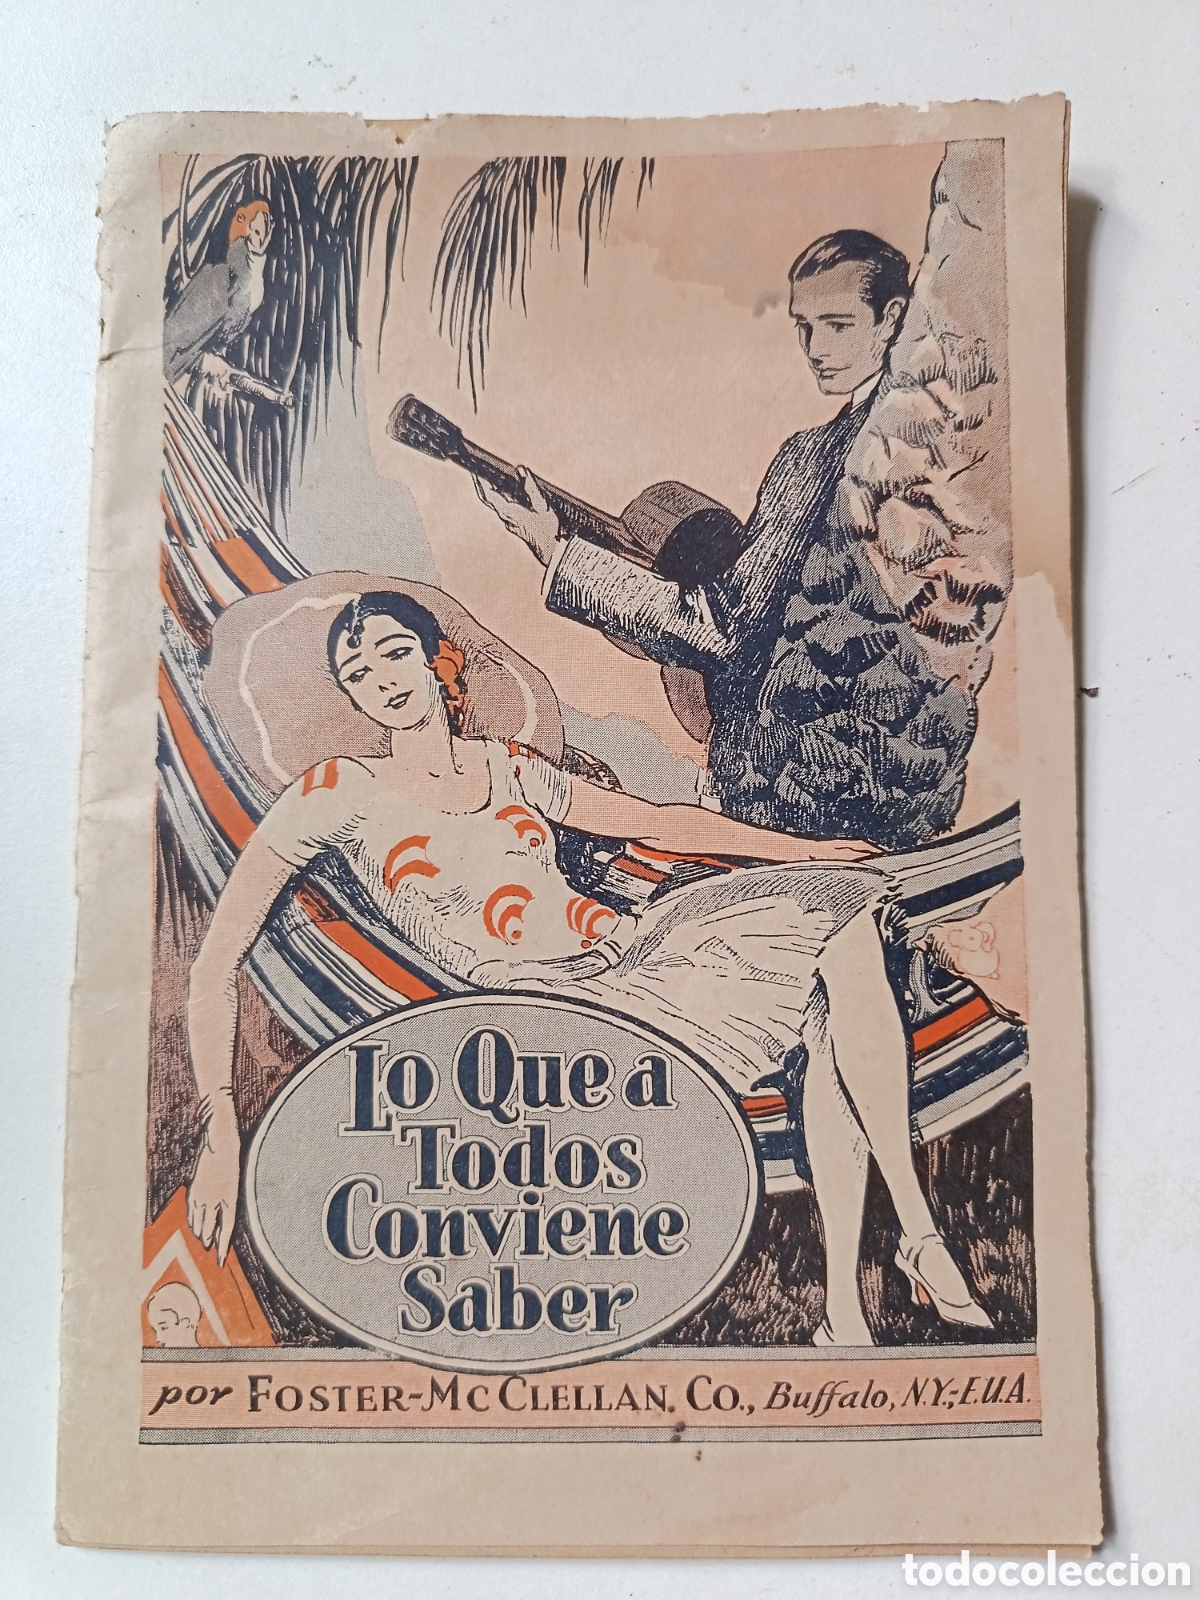 Lo Que a
Todos
Conviene
Saber
por FOSTER-MCCLELLAN. CO., Buffalo, N.Y.,-E.U.A.
todocoleccion